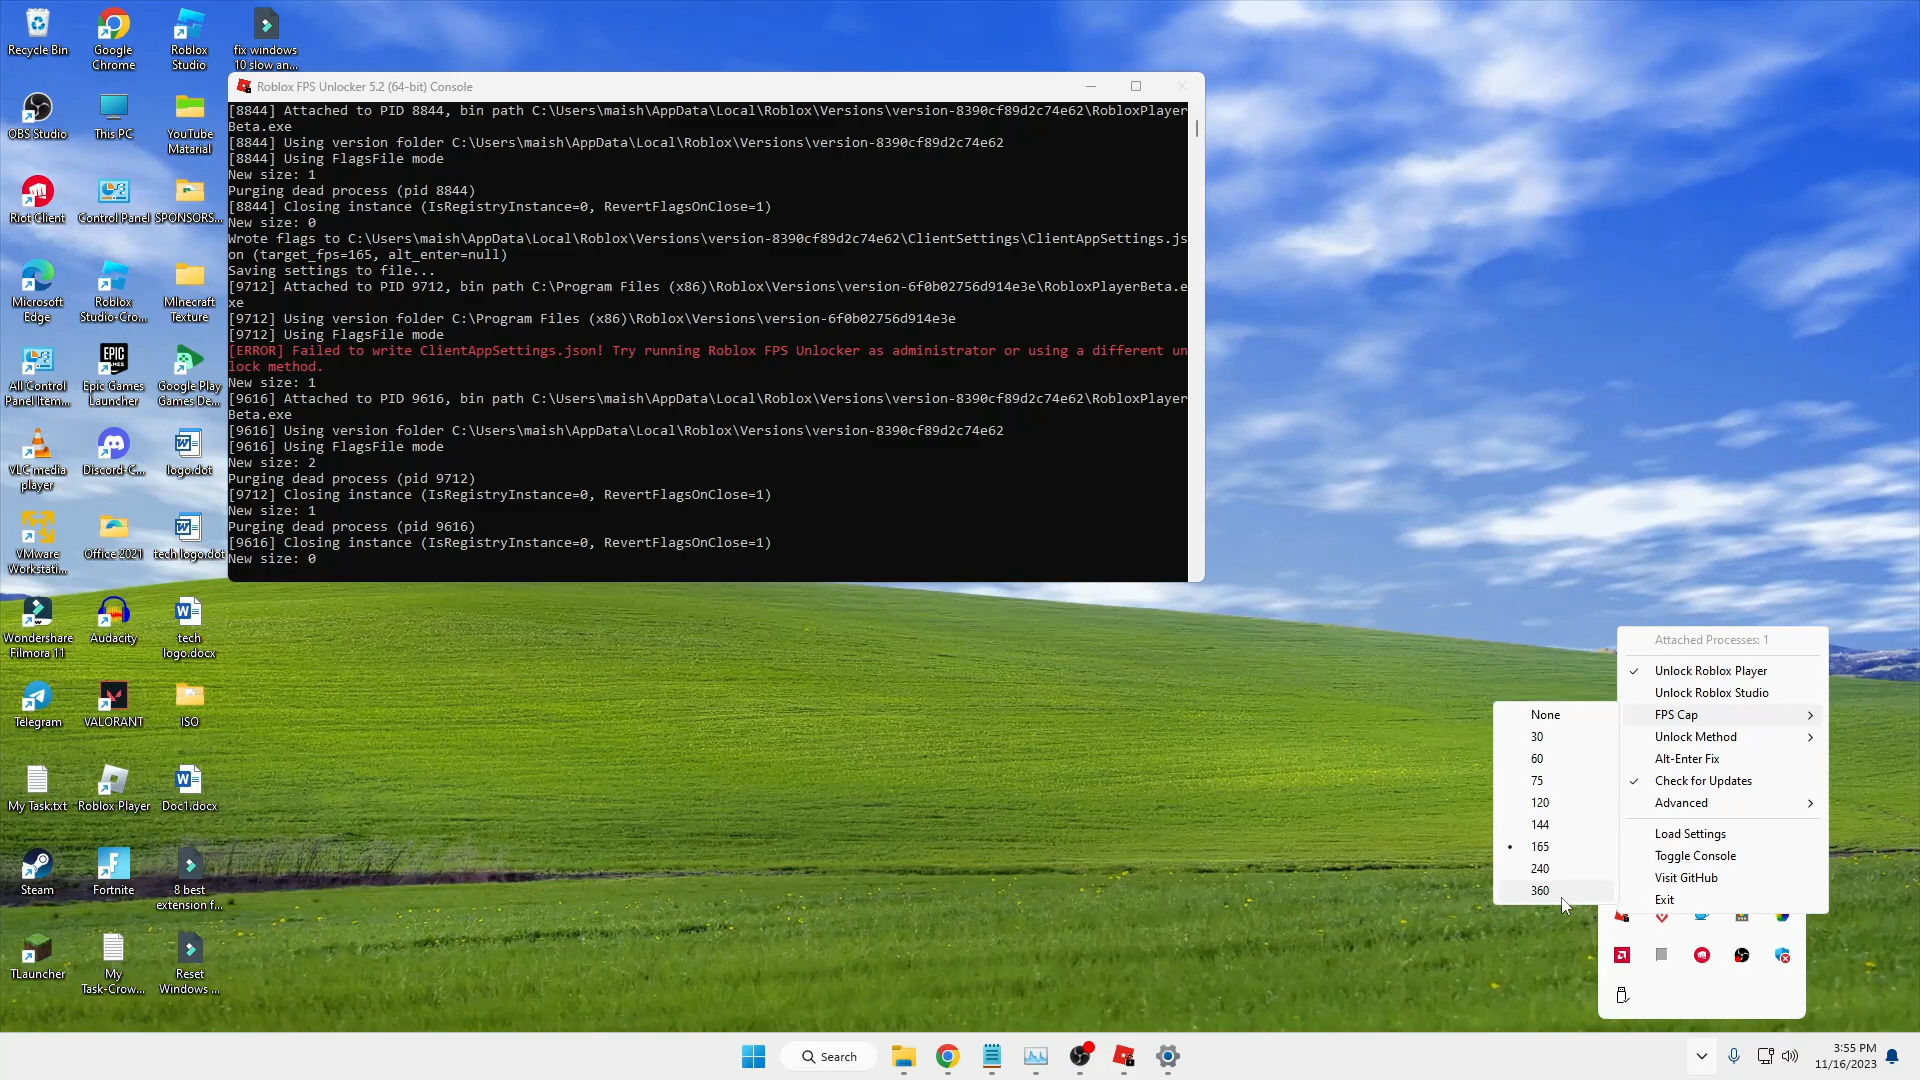 Recycle Bin
Google
Chrome
Roblox
Studio
fix windows
10 slow an...
OBS Studio
This PC
YouTube
Matarial
Riot Client
Control Panel
SPONSORS...
Microsoft
Edge
Roblox
Studio-Cro...
MInecraft
Texture
All Control
Panel Item...
Epic Games
Launcher
Google Play
Games De...
VLC media
player
Discord-C...
logo.dot
VMware
Workstati...
Office 2021
tech logo.dot
Wondershare
Filmora 11
Audacity
tech
logo.docx
Telegram
VALORANT
ISO
My Task.txt
Roblox Player
Doc1.docx
Steam
Fortnite
8 best
extension f...
TLauncher
My
Task-Crow...
Reset
Windows ...
Roblox FPS Unlocker 5.2 (64-bit) Console
[8844] Attached to PID 8844, bin path C:\Users\maish\AppData\Local\Roblox\Versions\version-8390cf89d2c74e62\RobloxPlayer
Beta.exe
[8844] Using version folder C:\Users\maish\AppData\Local\Roblox\Versions\version-8390cf89d2c74e62
[8844] Using FlagsFile mode
New size: 1
Purging dead process (pid 8844)
[8844] Closing instance (IsRegistryInstance=0, RevertFlagsOnClose=1)
New size: 0
Wrote flags to C:\Users\maish\AppData\Local\Roblox\Versions\version-8390cf89d2c74e62\ClientSettings\ClientAppSettings.js
on (target_fps=165, alt_enter=null)
Saving settings to file...
[9712] Attached to PID 9712, bin path C:\Program Files (x86)\Roblox\Versions\version-6f0b02756d914e3e\RobloxPlayerBeta.e
xe
[9712] Using version folder C:\Program Files (x86)\Roblox\Versions\version-6f0b02756d914e3e
[9712] Using FlagsFile mode
[ERROR] Failed to write ClientAppSettings.json! Try running Roblox FPS Unlocker as administrator or using a different un
lock method.
New size: 1
[9616] Attached to PID 9616, bin path C:\Users\maish\AppData\Local\Roblox\Versions\version-8390cf89d2c74e62\RobloxPlayer
Beta.exe
[9616] Using version folder C:\Users\maish\AppData\Local\Roblox\Versions\version-8390cf89d2c74e62
[9616] Using FlagsFile mode
New size: 2
Purging dead process (pid 9712)
[9712] Closing instance (IsRegistryInstance=0, RevertFlagsOnClose=1)
New size: 1
Purging dead process (pid 9616)
[9616] Closing instance (IsRegistryInstance=0, RevertFlagsOnClose=1)
New size: 0
Attached Processes: 1
Unlock Roblox Player
Unlock Roblox Studio
FPS Cap
Unlock Method
Alt-Enter Fix
Check for Updates
Advanced
Load Settings
Toggle Console
Visit GitHub
Exit
None
30
60
75
120
144
165
240
360
Search
3:55 PM
11/16/2023